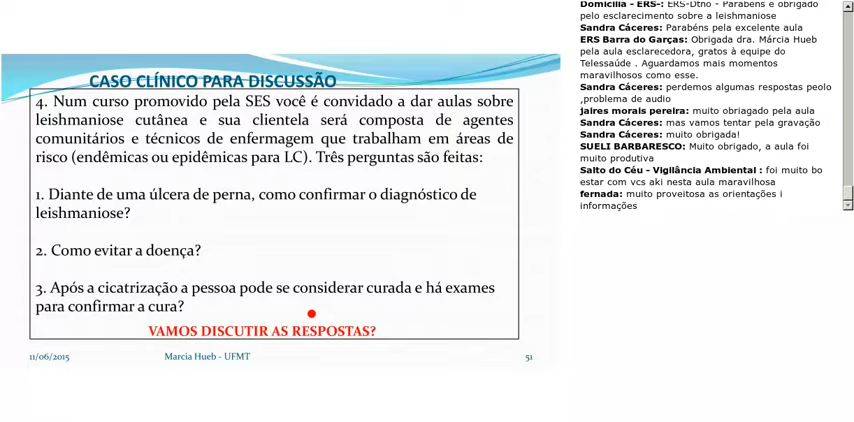 CASO CLÍNICO PARA DISCUSSÃO
4. Num curso promovido pela SES você é convidado a dar aulas sobre
leishmaniose cutânea e sua clientela será composta de agentes
comunitários e técnicos de enfermagem que trabalham em áreas de
risco (endêmicas ou epidêmicas para LC). Três perguntas são feitas:
1. Diante de uma úlcera de perna, como confirmar o diagnóstico de
leishmaniose?
2. Como evitar a doença?
3. Após a cicatrização a pessoa pode se considerar curada e há exames
para confirmar a cura?
VAMOS DISCUTIR AS RESPOSTAS?
11/06/2015 Marcia Hueb - UFMT 51
Domicilia - ERS-: ERS-Dtno - Parabens e obrigado
pelo esclarecimento sobre a leishmaniose
Sandra Cáceres: Parabéns pela excelente aula
ERS Barra do Garças: Obrigada dra. Márcia Hueb
pela aula esclarecedora, gratos à equipe do
Telessaúde . Aguardamos mais momentos
maravilhosos como esse.
Sandra Cáceres: perdemos algumas respostas peolo
,problema de audio
jaires morais pereira: muito obriagado pela aula
Sandra Cáceres: mas vamos tentar pela gravação
Sandra Cáceres: muito obrigada!
SUELI BARBARESCO: Muito obrigado, a aula foi
muito produtiva
Salto do Céu - Vigilância Ambiental : foi muito bo
estar com vcs aki nesta aula maravilhosa
fernada: muito proveitosa as orientações i
informações